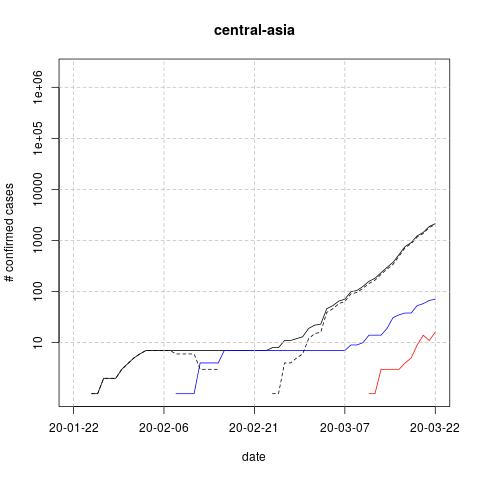 central-asia
# confirmed cases
1e+06
1e+05
10000
1000
100
10
20-01-22
20-02-06
20-02-21
20-03-07
20-03-22
date